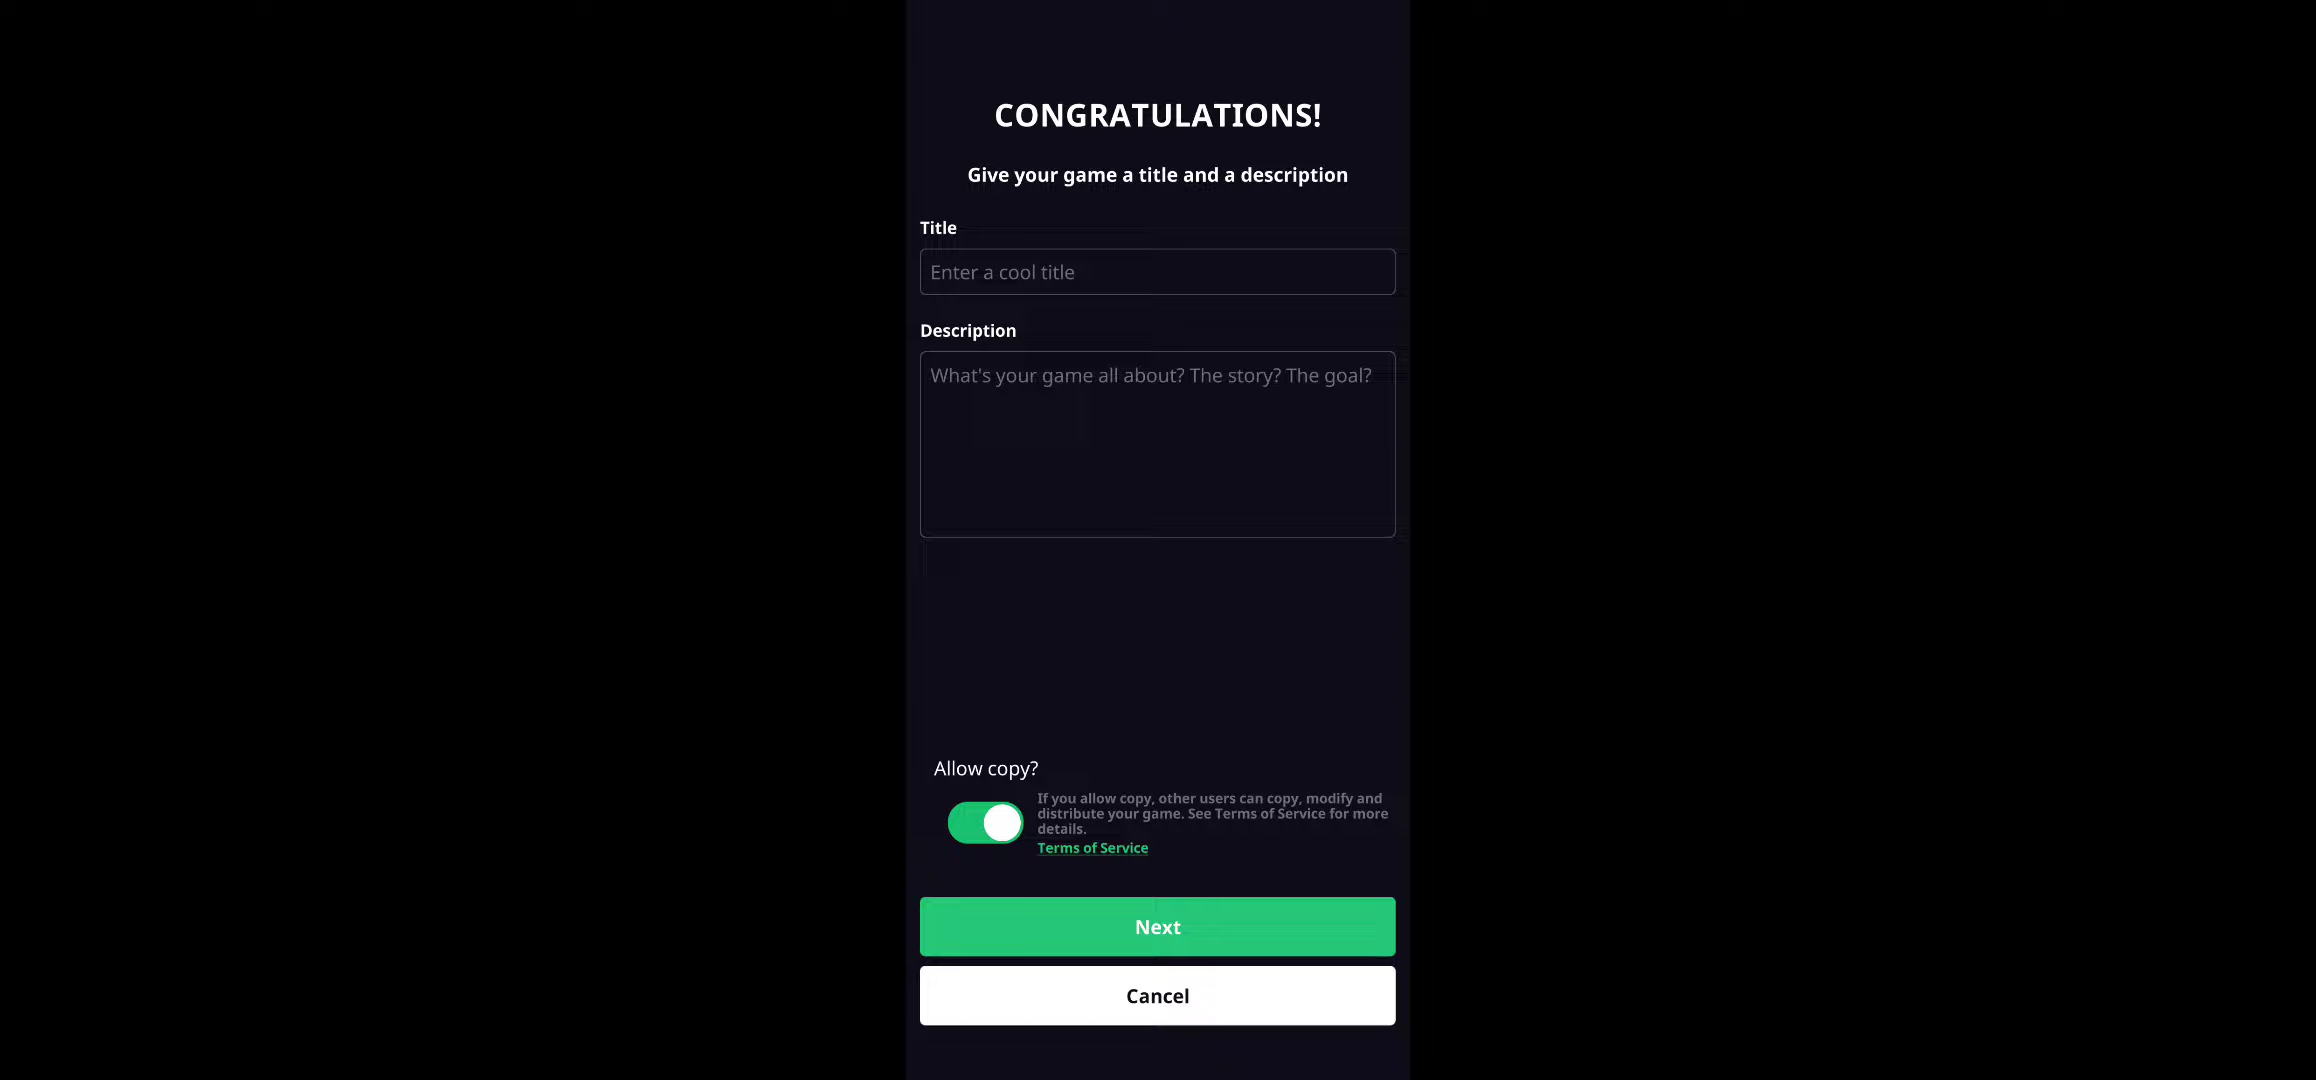 CONGRATULATIONS!
Give your game a title and a description
Title
Enter a cool title
Description
What's your game all about? The story? The goal?
Allow copy?
If you allow copy, other users can copy, modify and
distribute your game. See Terms of Service for more
details.
Terms of Service
Next
Cancel